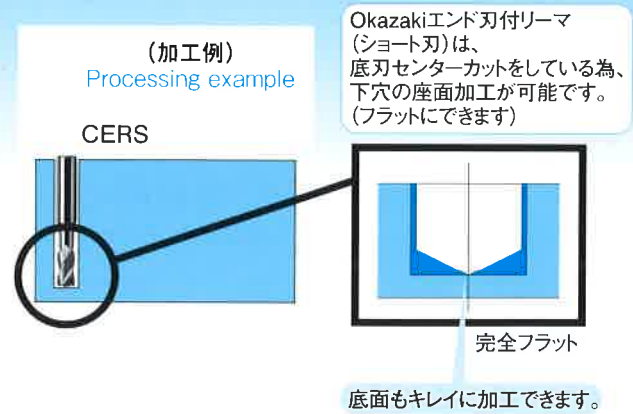 (加工例)
Processing example
CERS
Okazakiエンド刃付リーマ
(ショート刃)は、
底刃センターカットをしている為、
下穴の座面加工が可能です。
(フラットにできます)
完全フラット
底面もキレイに加工できます。